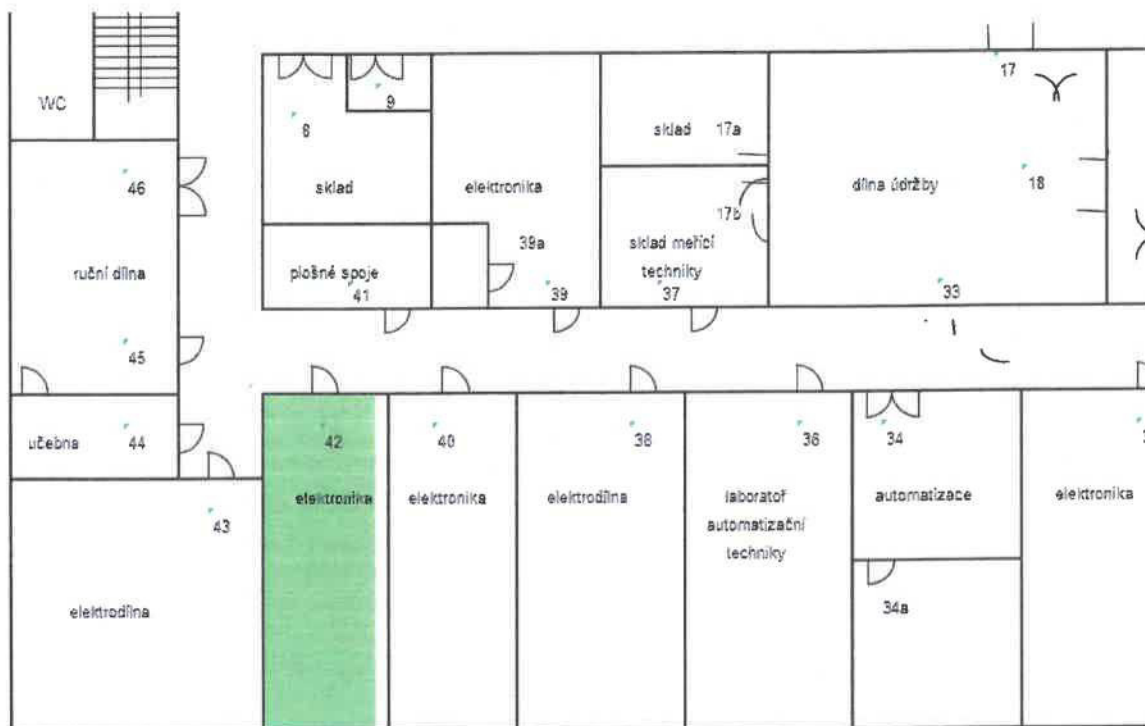 WC
46
ruční dílna
45
učebna
44
43
elektrodílna
9
sklad
plošné spoje
41
elektronika
39a
39
sklad
17a
17b
sklad meřící
techniky
37
17
dílna údržby
18
33
42
elektronika
40
elektronika
38
elektrodílna
36
laboratoř
automatizační
techniky
34
automatizace
34a
elektronika